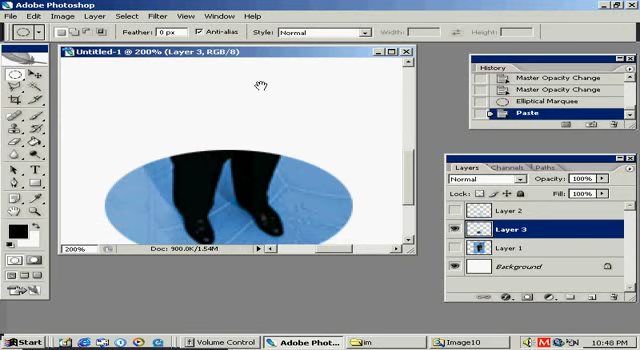 Adobe Photoshop
File Edit Image Layer Select Filter View Window Help
Feather: 0 px Anti-alias Style: Normal Width: Height:
Untitled-1 @ 200% (Layer 3, RGB/8)
200% Doc: 900.0K/1.54M
History
Master Opacity Change
Master Opacity Change
Elliptical Marquee
Paste
Layers Channels Paths
Normal Opacity: 100%
Lock: Fill: 100%
Layer 2
Layer 3
Layer 1
Background
Start Volume Control Adobe Phot... im Image10 10:48 PM